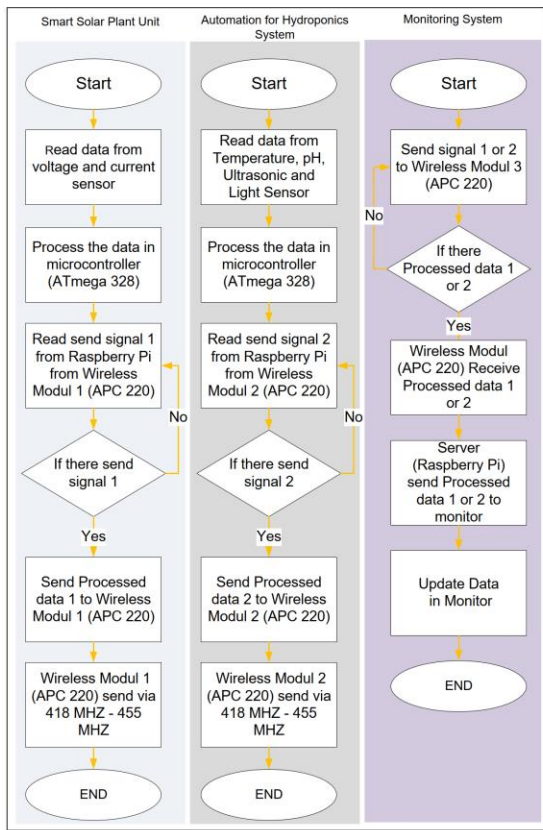 Smart Solar Plant Unit
Start
Read data from
voltage and current
sensor
Process the data in
microcontroller
(ATmega 328)
Read send signal 1
from Raspberry Pi
from Wireless
Modul 1 (APC 220)
No
If there send
signal 1
Yes
Send Processed
data 1 to Wireless
Modul 1 (APC 220)
Wireless Modul 1
(APC 220) send via
418 MHZ - 455
MHZ
END
Automation for Hydroponics
System
Start
Read data from
Temperature, pH,
Ultrasonic and
Light Sensor
Process the data in
microcontroller
(ATmega 328)
Read send signal 2
from Raspberry Pi
from Wireless
Modul 2 (APC 220)
No
If there send
signal 2
Yes
Send Processed
data 2 to Wireless
Modul 2 (APC 220)
Wireless Modul 2
(APC 220) send via
418 MHZ - 455
MHZ
END
Monitoring System
Start
Send signal 1 or 2
to Wireless Modul 3
(APC 220)
No
If there
Processed data 1
or 2
Yes
Wireless Modul
(APC 220) Receive
Processed data 1
or 2
Server
(Raspberry Pi)
send Processed
data 1 or 2 to
monitor
Update Data
in Monitor
END